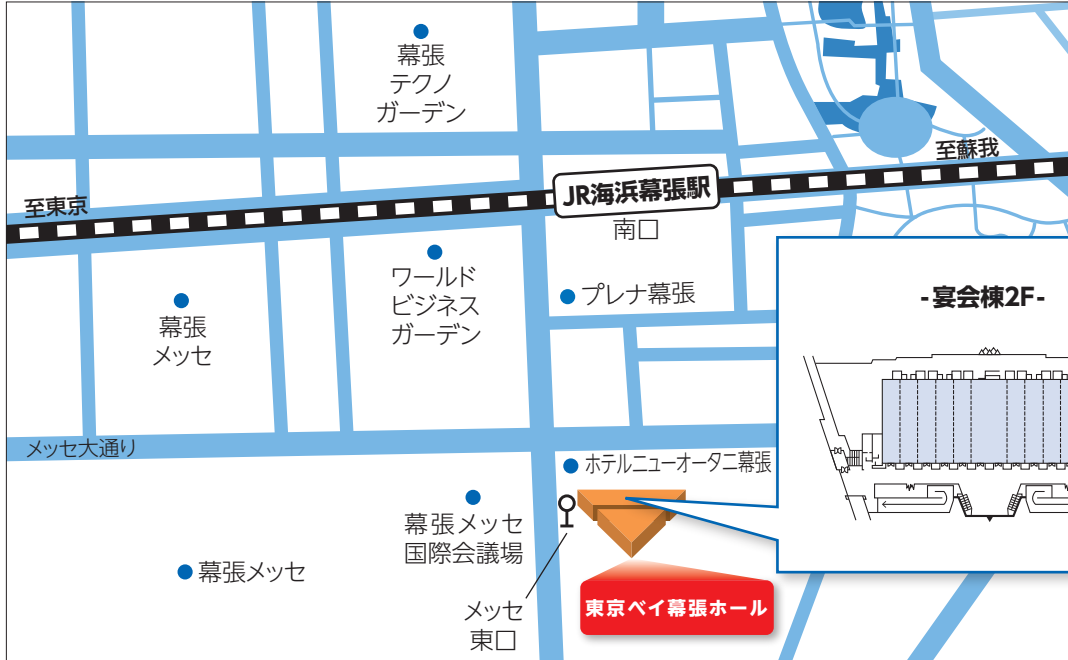 幕張
テクノ
ガーデン
至蘇我
JR海浜幕張駅
至東京
南口
ワールド
ビジネス
ガーデン
プレナ幕張
-宴会棟2F-
幕張
メッセ
メッセ大通り
ホテルニューオータニ幕張
幕張メッセ
国際会議場
幕張メッセ
メッセ
東口
東京ベイ幕張ホール